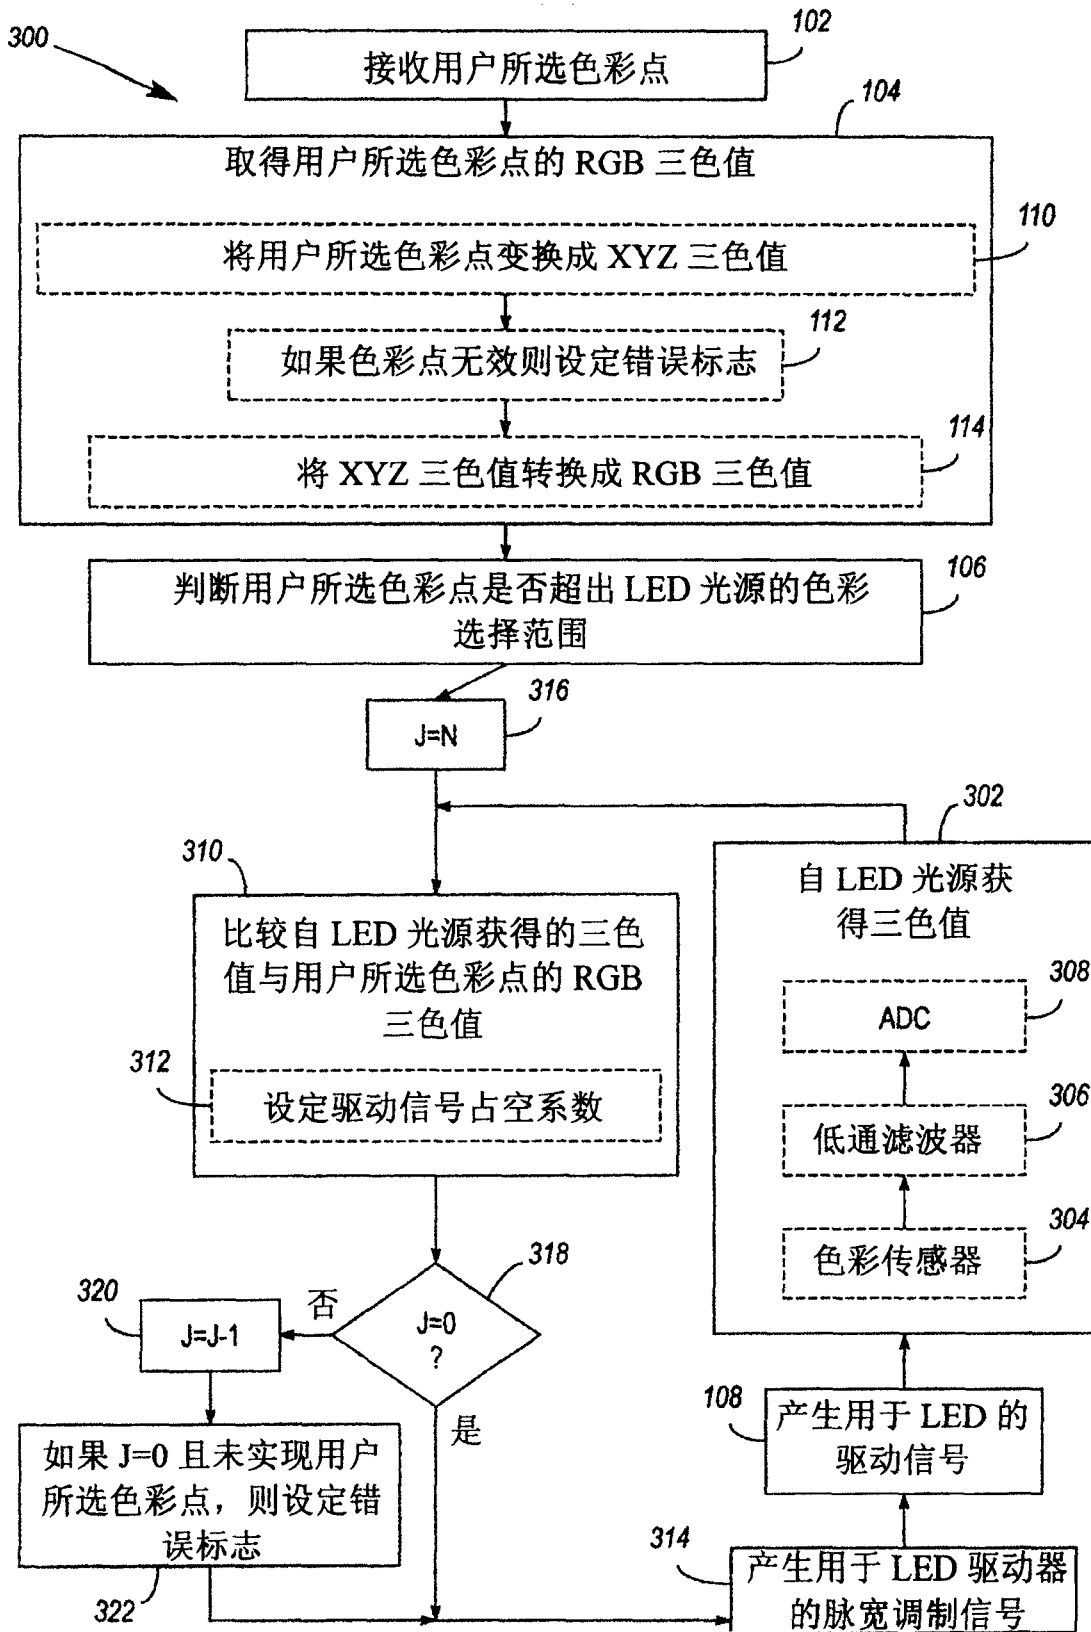 300
102
接收用户所选色彩点
104
取得用户所选色彩点的 RGB 三色值
110
将用户所选色彩点变换成 XYZ 三色值
112
如果色彩点无效则设定错误标志
114
将 XYZ 三色值转换成 RGB 三色值
106
判断用户所选色彩点是否超出 LED 光源的色彩
选择范围
316
J=N
302
自 LED 光源获
得三色值
308
ADC
306
低通滤波器
304
色彩传感器
310
比较自 LED 光源获得的三色
值与用户所选色彩点的 RGB
三色值
312
设定驱动信号占空系数
318
J=0
?
否
是
320
J=J-1
如果 J=0 且未实现用户
所选色彩点，则设定错
误标志
322
108
产生用于 LED 的
驱动信号
314
产生用于 LED 驱动器
的脉宽调制信号